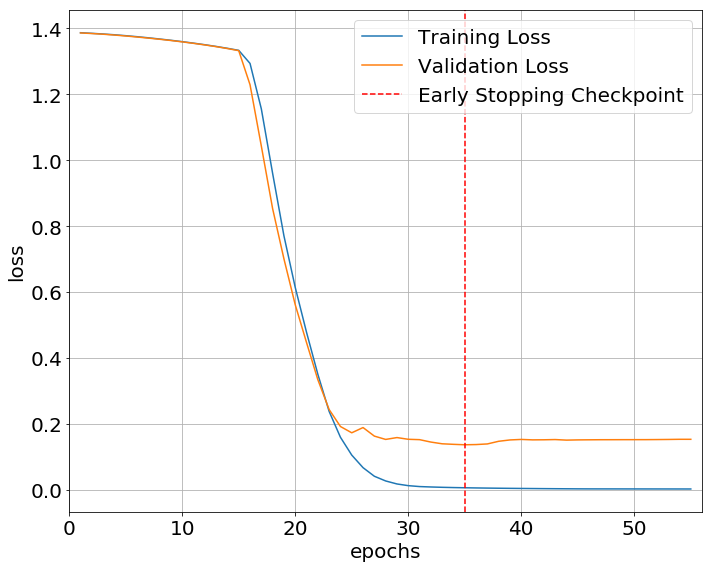 Training Loss
Validation Loss
Early Stopping Checkpoint
1.4
1.2
1.0
0.8
0.6
0.4
0.2
0.0
loss
0 10 20 30 40 50
epochs